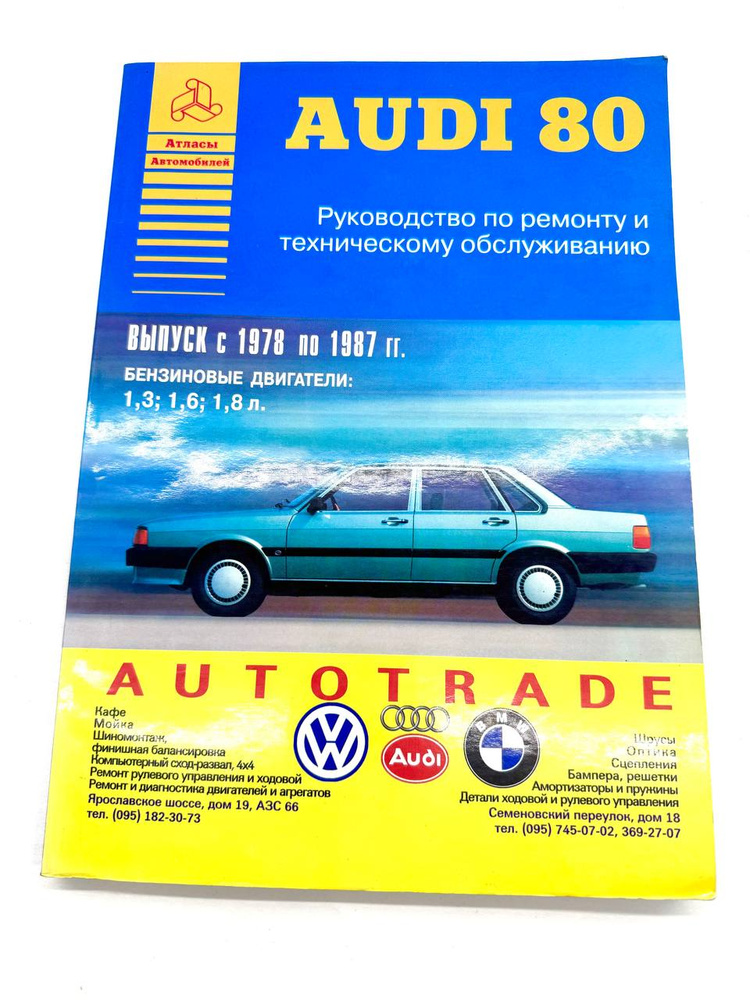 Атласы
Автомобилей
AUDI 80
Руководство по ремонту и
техническому обслуживанию
ВЫПУСК с 1978 по 1987 гг.
БЕНЗИНОВЫЕ ДВИГАТЕЛИ:
1,3; 1,6; 1,8 л.
AUTOTRADE
Кафе
Мойка
Шиномонтаж,
финишная балансировка
Компьютерный сход-развал, 4х4
Ремонт рулевого управления и ходовой
Ремонт и диагностика двигателей и агрегатов
Ярославское шоссе, дом 19, АЗС 66
тел. (095) 182-30-73
VW
Audi
BMW
Шрусы
Оптика
Сцепления
Бампера, решетки
Амортизаторы и пружины
Детали ходовой и рулевого управления
Семеновский переулок, дом 18
тел. (095) 745-07-02, 369-27-07